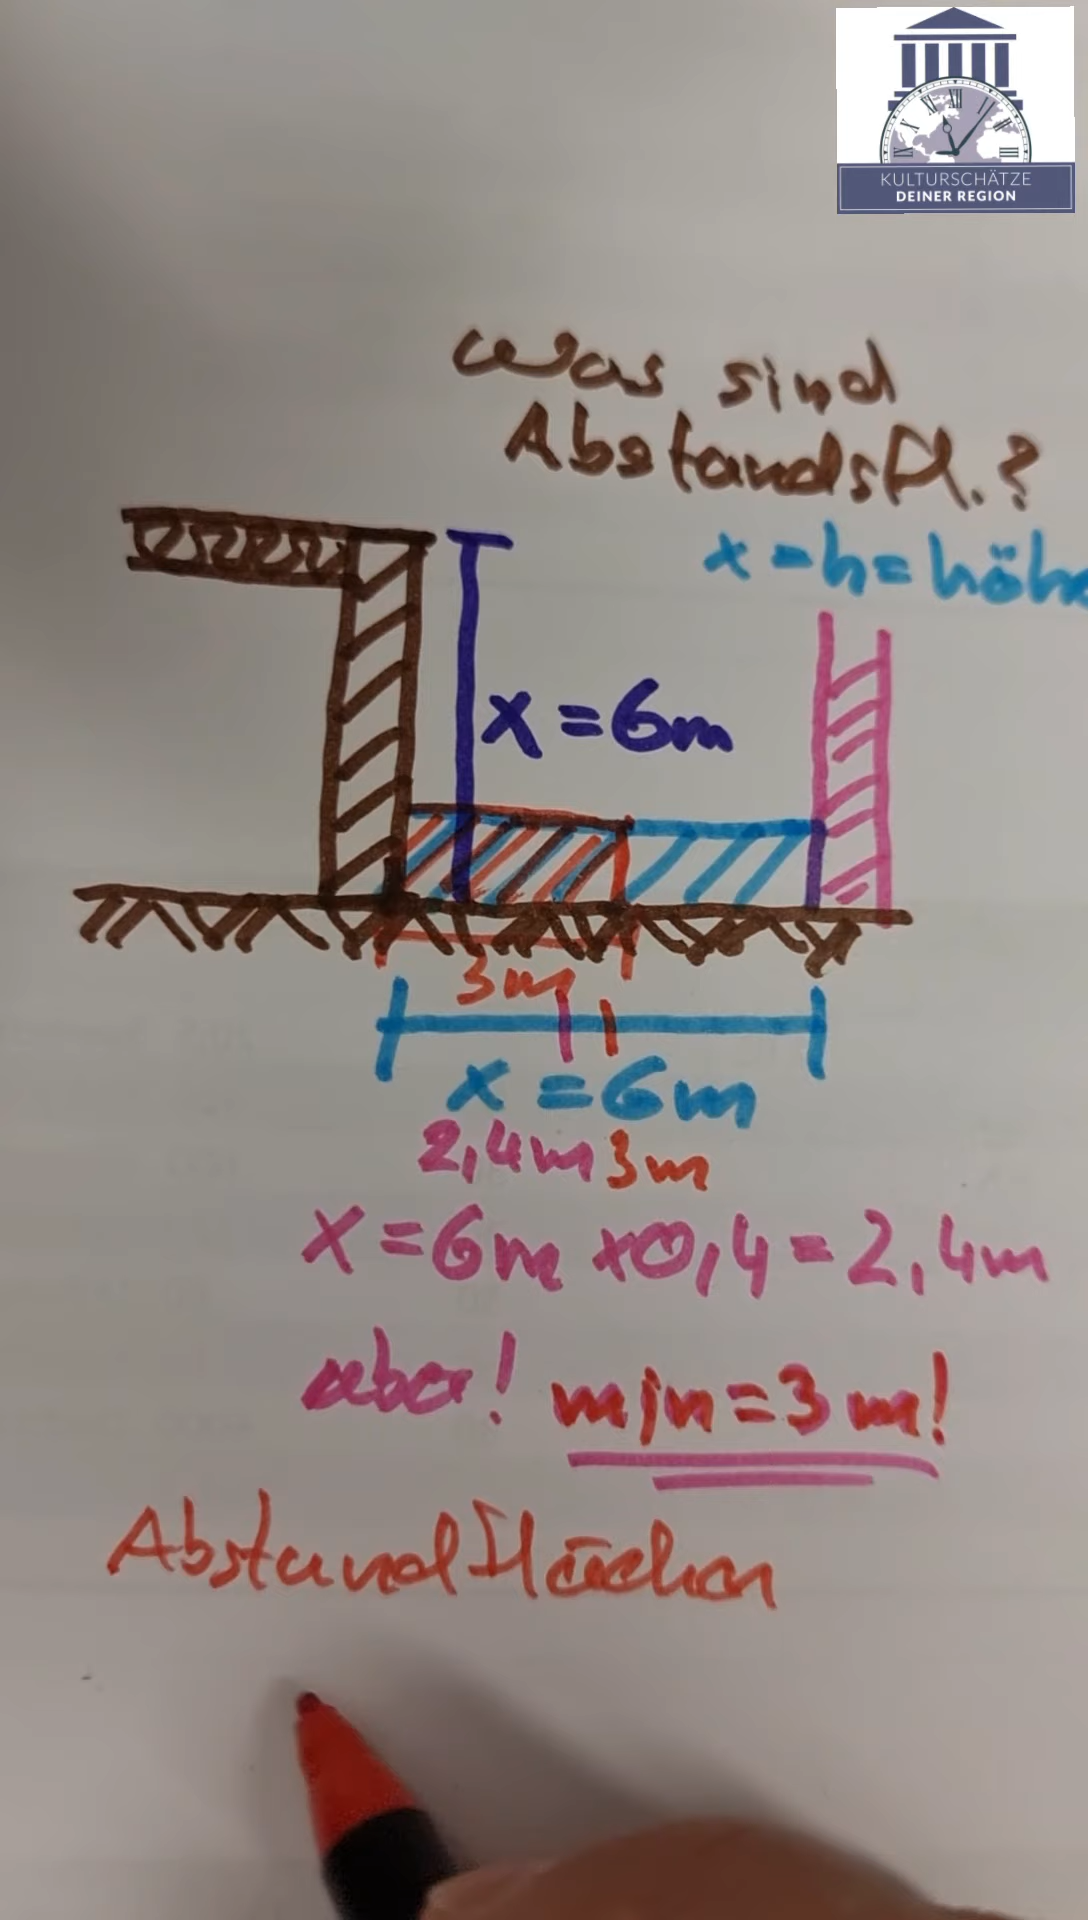 KULTURSCHÄTZE
DEINER REGION
Was sind
Abstandsfl.?
x = h = höhe
x = 6m
3m
x = 6m
2,4m 3m
x = 6m x0,4 = 2,4m
aber! min = 3m!
Abstandflächen